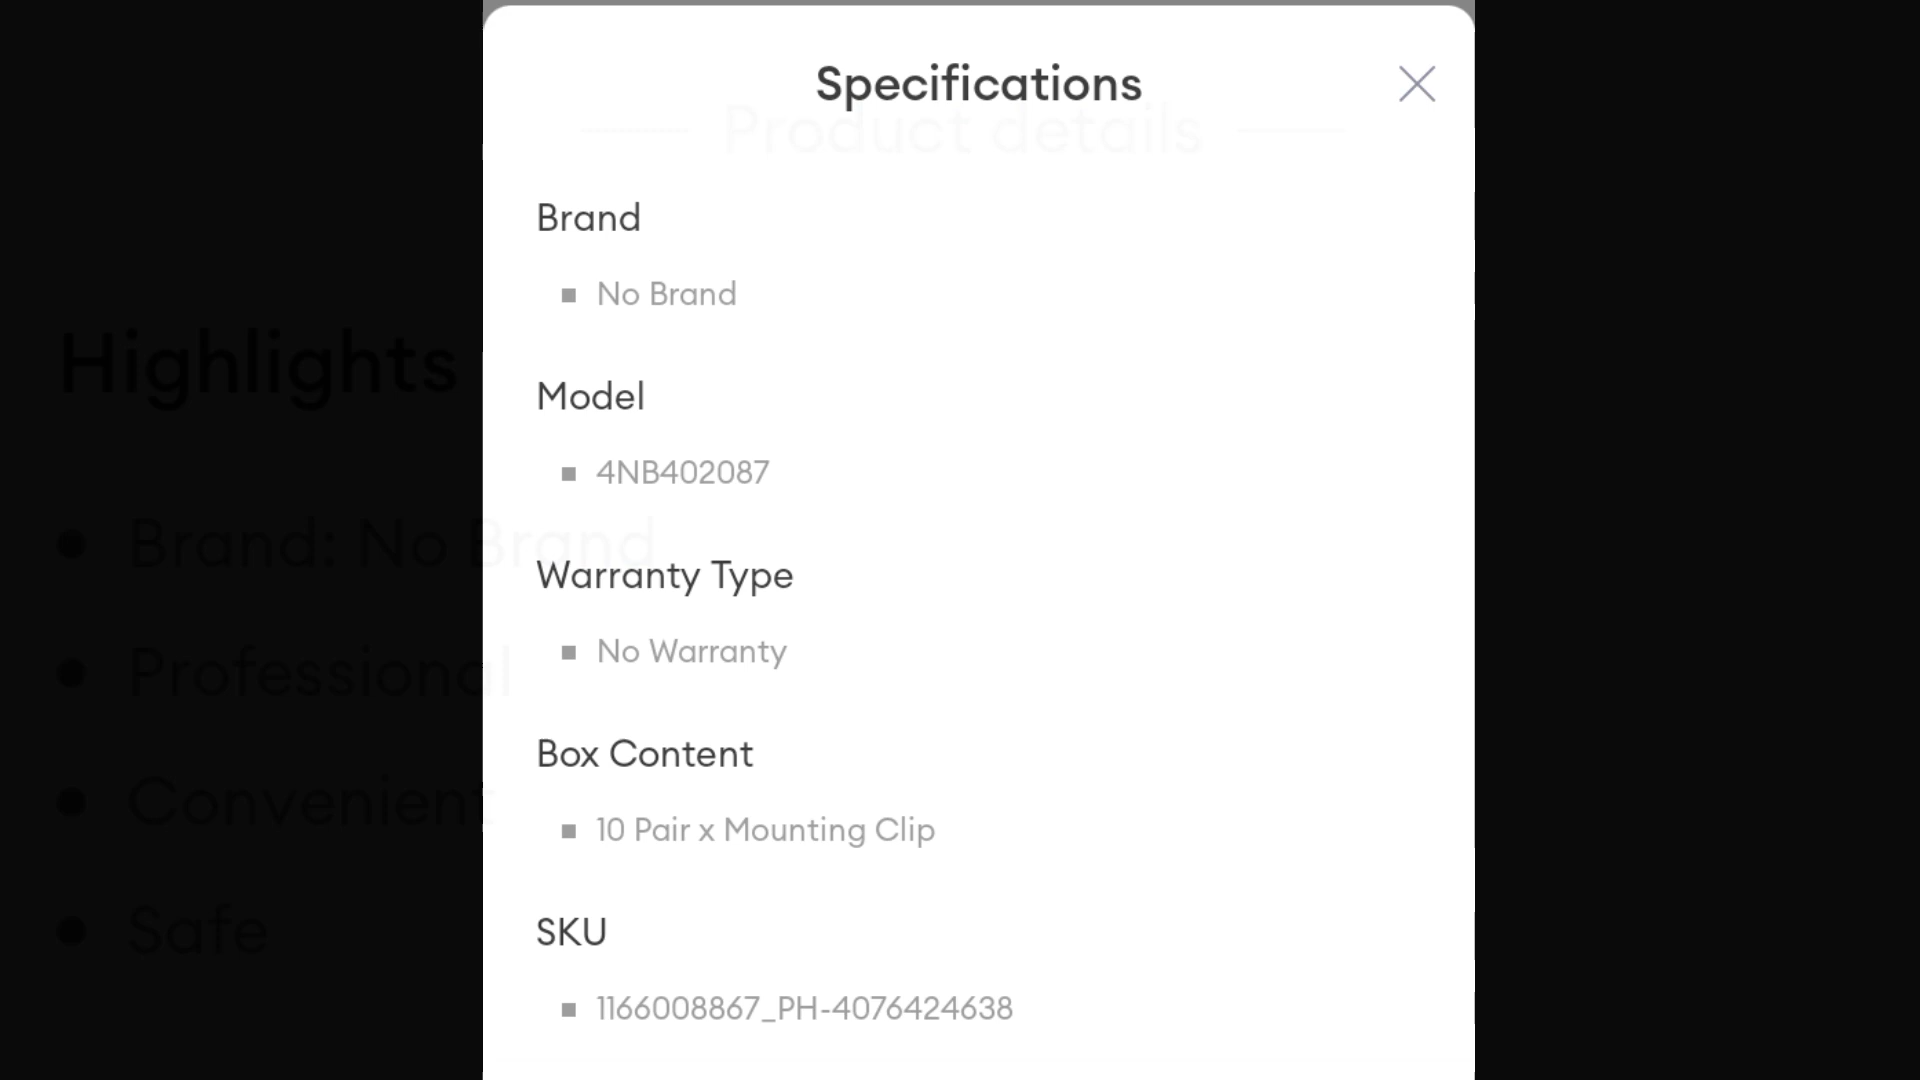 Specifications
Product details
Brand
■ No Brand
Model
■ 4NB402087
Warranty Type
■ No Warranty
Box Content
■ 10 Pair x Mounting Clip
SKU
■ 1166008867_PH-4076424638
Highlights
● Brand: No Brand
● Professional
● Convenient
● Safe